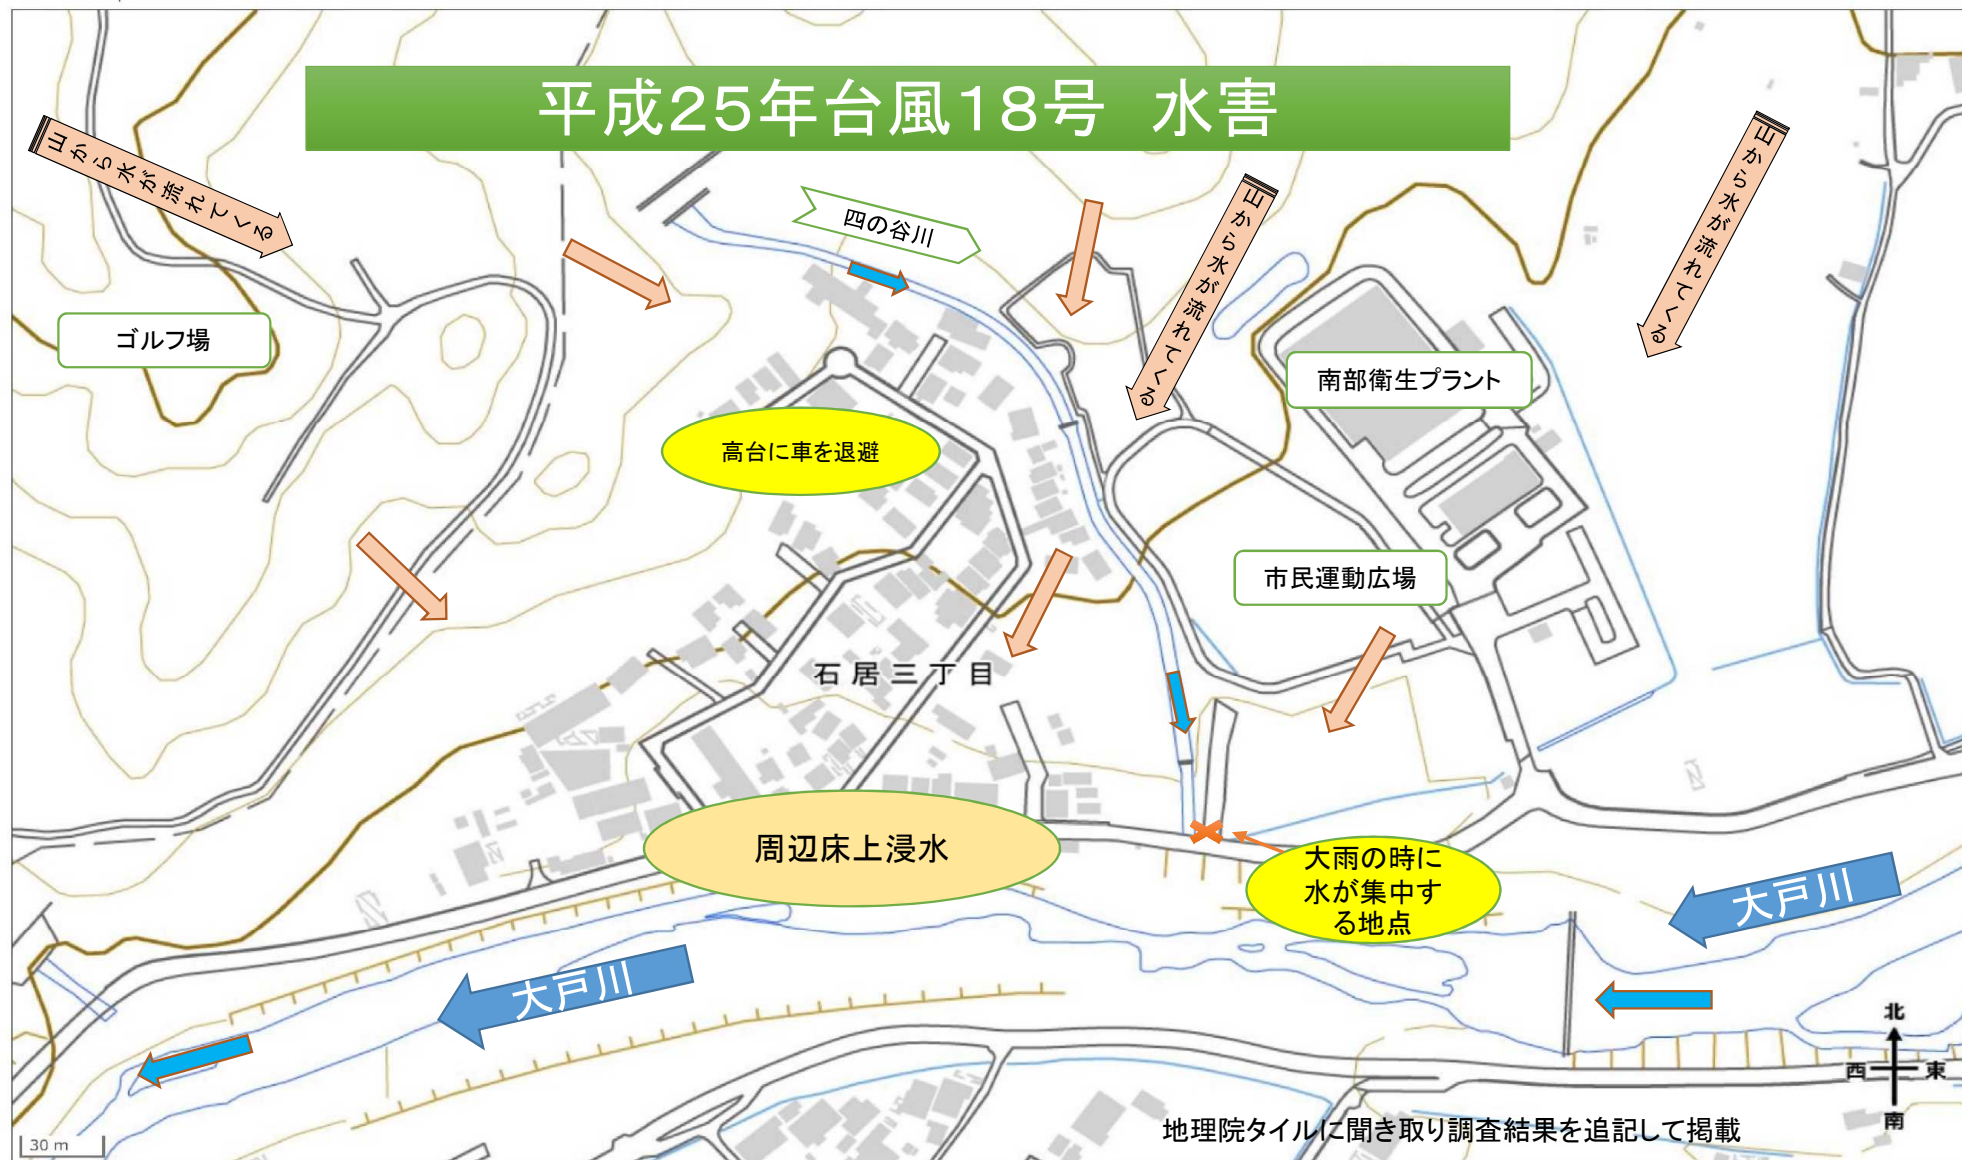 平成25年台風18号　水害
山から水が流れてくる
四の谷川
山から水が流れてくる
山から水が流れてくる
ゴルフ場
南部衛生プラント
高台に車を退避
市民運動広場
石居三丁目
周辺床上浸水
大雨の時に
水が集中す
る地点
大戸川
大戸川
北
西
東
南
地理院タイルに聞き取り調査結果を追記して掲載
30 m